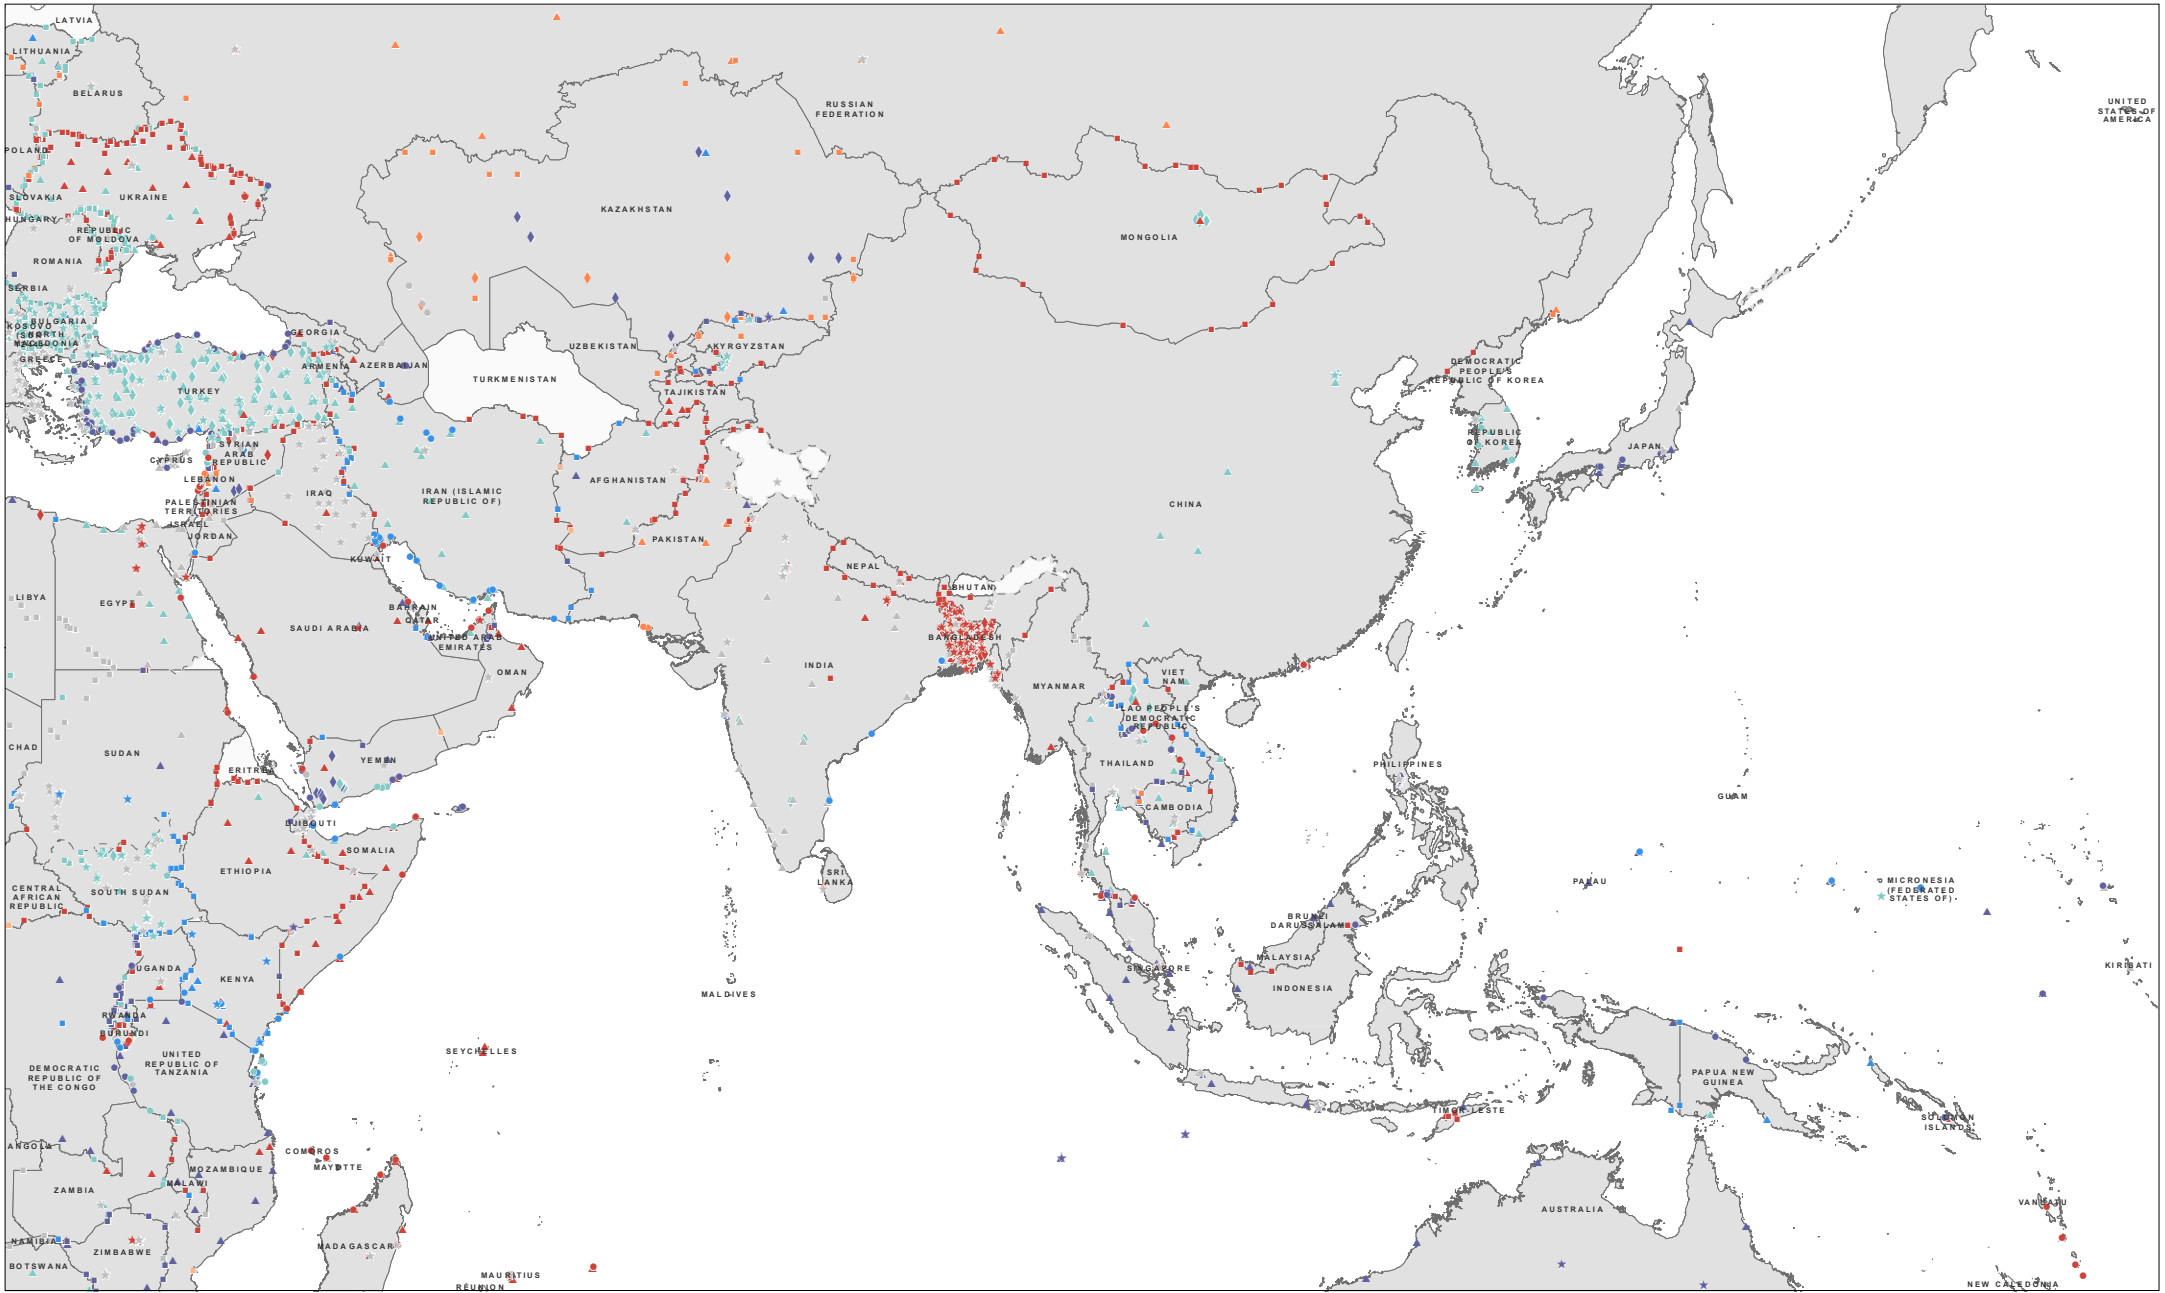 LATVIA
LITHUANIA
BELARUS
RUSSIAN
FEDERATION
UNITED
STATES OF
AMERICA
POLAND
SLOVAKIA
UKRAINE
HUNGARY
REPUBLIC
OF MOLDOVA
KAZAKHSTAN
MONGOLIA
ROMANIA
SERBIA
BULGARIA
KOSOVO
NORTH
MACEDONIA
GREECE
GEORGIA
ARMENIA
AZERBAIJAN
UZBEKISTAN
KYRGYZSTAN
TURKMENISTAN
TAJIKISTAN
TURKEY
DEMOCRATIC
PEOPLE'S
REPUBLIC OF KOREA
REPUBLIC
OF KOREA
JAPAN
SYRIAN
ARAB
REPUBLIC
CYPRUS
LEBANON
PALESTINIAN
TERRITORIES
ISRAEL
JORDAN
IRAQ
IRAN (ISLAMIC
REPUBLIC OF)
AFGHANISTAN
PAKISTAN
CHINA
KUWAIT
NEPAL
BHUTAN
LIBYA
EGYPT
SAUDI ARABIA
BAHRAIN
QATAR
UNITED ARAB
EMIRATES
OMAN
INDIA
BANGLADESH
MYANMAR
VIET
NAM
LAO PEOPLE'S
DEMOCRATIC
REPUBLIC
THAILAND
CAMBODIA
PHILIPPINES
GUAM
CHAD
SUDAN
ERITREA
YEMEN
DJIBOUTI
SOMALIA
ETHIOPIA
CENTRAL
AFRICAN
REPUBLIC
SOUTH SUDAN
SRI
LANKA
PALAU
MICRONESIA
(FEDERATED
STATES OF)
BRUNEI
DARUSSALAM
MALAYSIA
SINGAPORE
INDONESIA
KIRIBATI
MALDIVES
UGANDA
KENYA
RWANDA
BURUNDI
UNITED
REPUBLIC OF
TANZANIA
DEMOCRATIC
REPUBLIC OF
THE CONGO
SEYCHELLES
PAPUA NEW
GUINEA
TIMOR-LESTE
SOLOMON
ISLANDS
ANGOLA
COMOROS
MAYOTTE
MOZAMBIQUE
MALAWI
ZAMBIA
VANUATU
AUSTRALIA
NAMIBIA
ZIMBABWE
MADAGASCAR
BOTSWANA
MAURITIUS
RÉUNION
NEW CALEDONIA